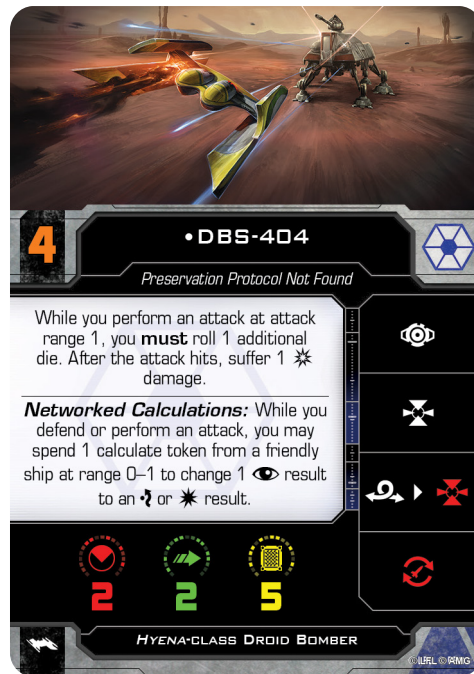 4
•DBS-404
Preservation Protocol Not Found
While you perform an attack at attack
range 1, you must roll 1 additional
die. After the attack hits, suffer 1
damage.
Networked Calculations: While you
defend or perform an attack, you may
spend 1 calculate token from a friendly
ship at range 0–1 to change 1 result
to an or result.
2 2 5
Hyena-class Droid Bomber
© AMG